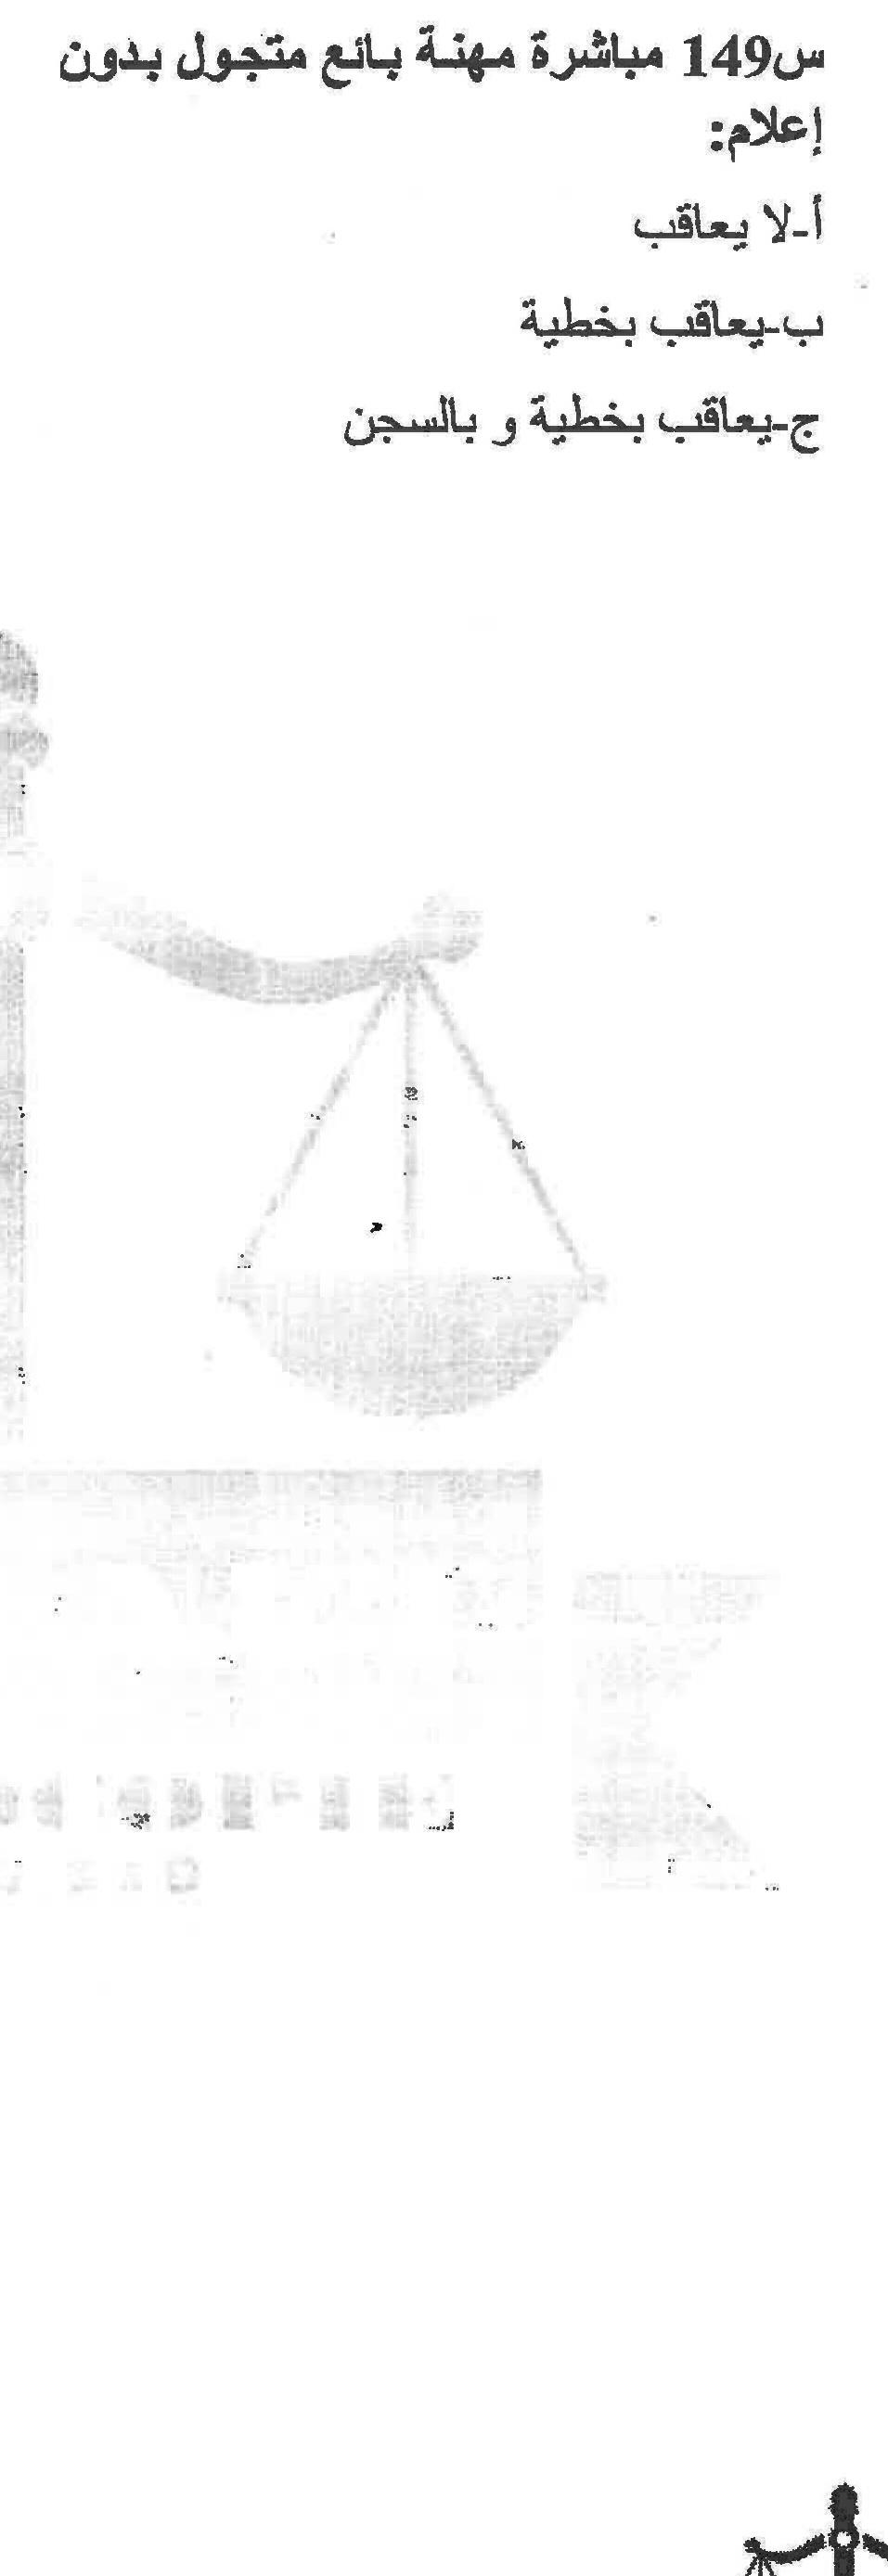 س149 مباشرة مهنة بائع متجول بدون
إعلام:
أ-لا يعاقب
ب-يعاقب بخطية
ج-يعاقب بخطية و بالسجن